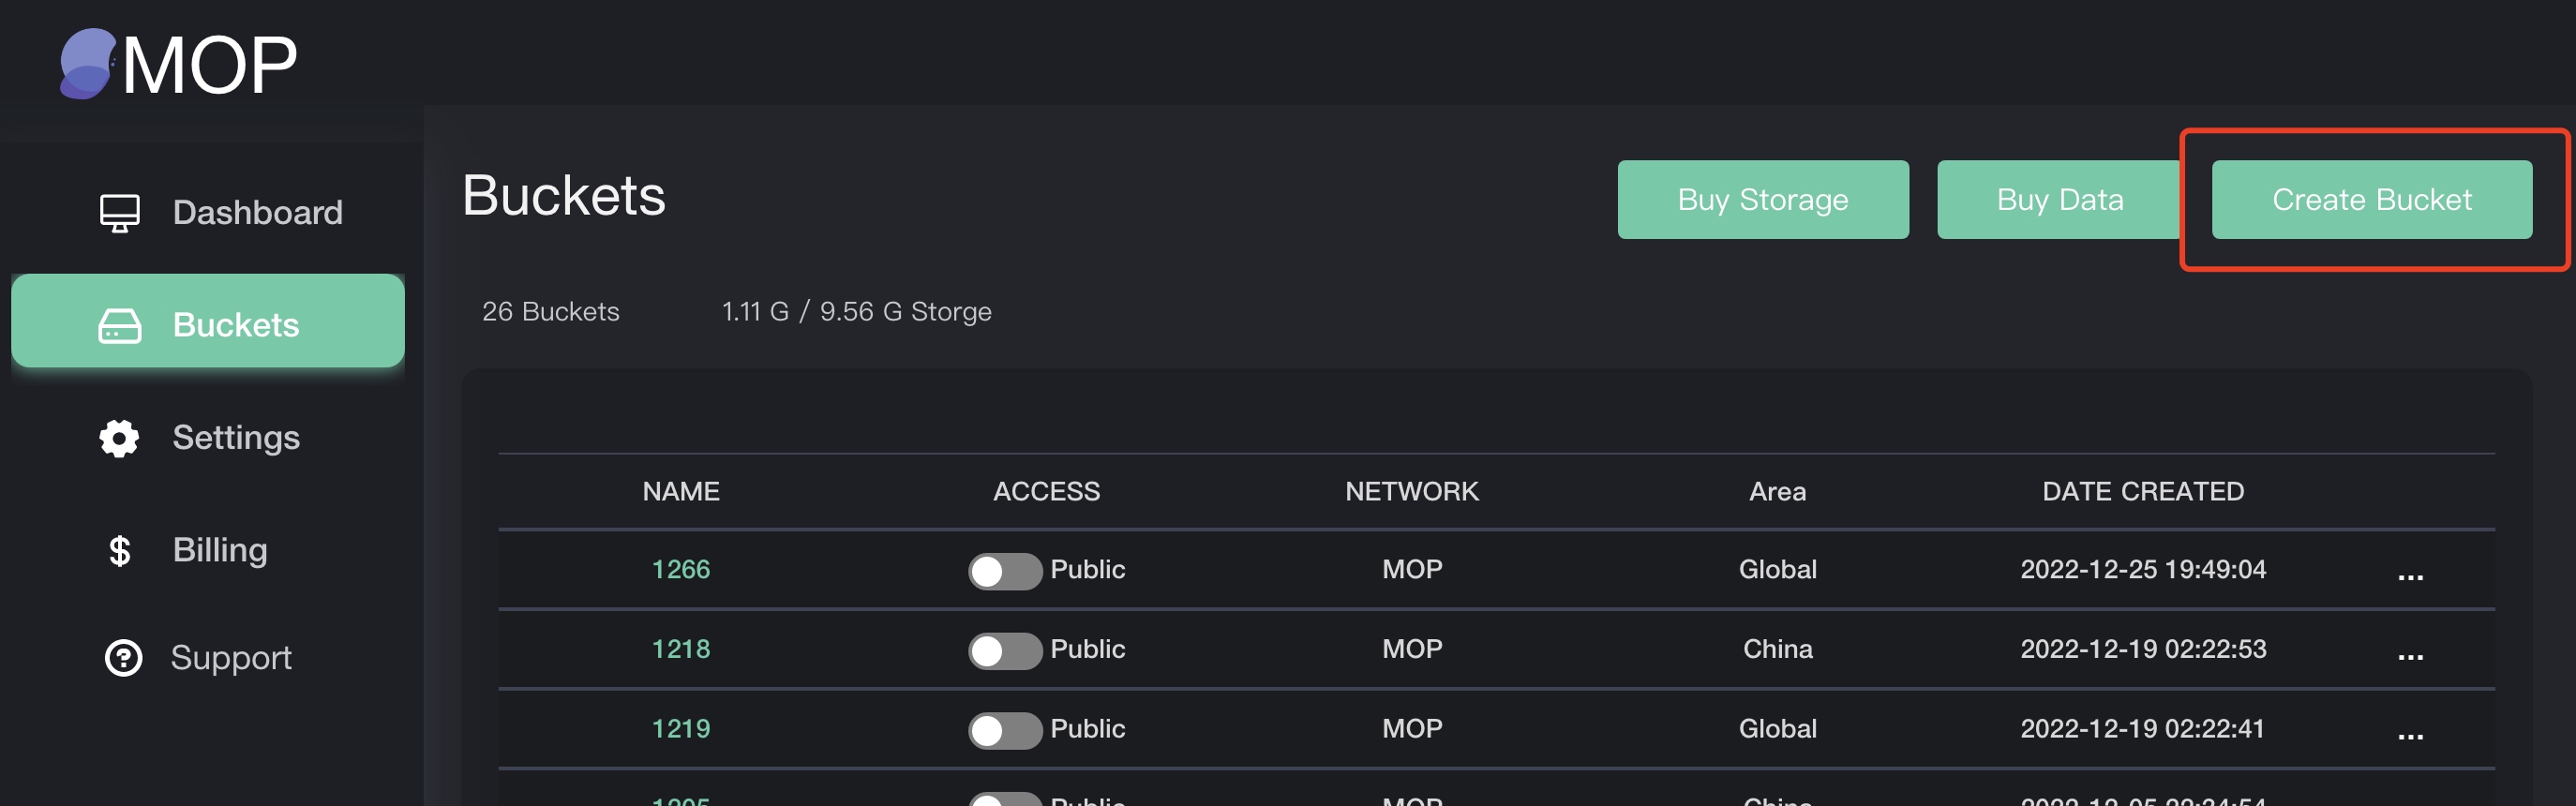 MOP
Dashboard
Buckets
Settings
Billing
Support
Buckets
Buy Storage Buy Data Create Bucket
26 Buckets 1.11 G / 9.56 G Storge
NAME ACCESS NETWORK Area DATE CREATED
1266 Public MOP Global 2022-12-25 19:49:04 ...
1218 Public MOP China 2022-12-19 02:22:53 ...
1219 Public MOP Global 2022-12-19 02:22:41 ...
Public MOP China